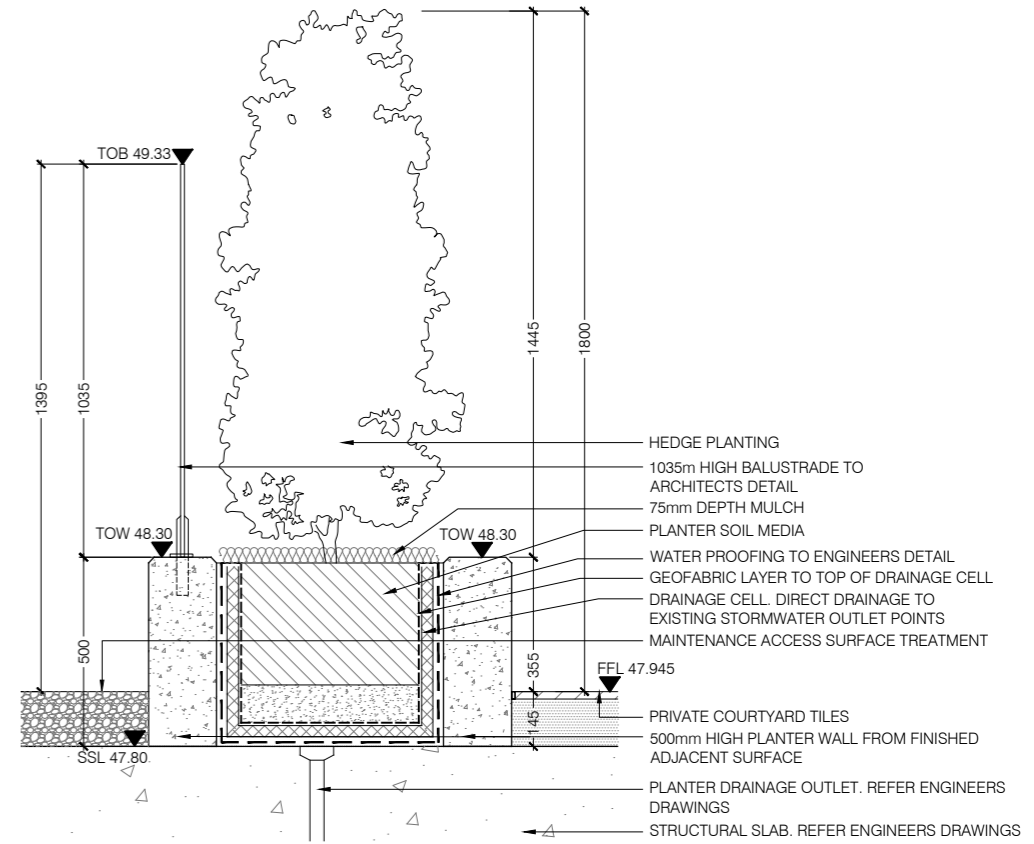 TOB 49.33
1395
1035
1445
1800
HEDGE PLANTING
1035m HIGH BALUSTRADE TO
ARCHITECTS DETAIL
75mm DEPTH MULCH
TOW 48.30
TOW 48.30
PLANTER SOIL MEDIA
WATER PROOFING TO ENGINEERS DETAIL
GEOFABRIC LAYER TO TOP OF DRAINAGE CELL
DRAINAGE CELL. DIRECT DRAINAGE TO
EXISTING STORMWATER OUTLET POINTS
MAINTENANCE ACCESS SURFACE TREATMENT
500
355
FFL 47.945
145
PRIVATE COURTYARD TILES
500mm HIGH PLANTER WALL FROM FINISHED
ADJACENT SURFACE
SSL 47.80
PLANTER DRAINAGE OUTLET. REFER ENGINEERS
DRAWINGS
STRUCTURAL SLAB. REFER ENGINEERS DRAWINGS